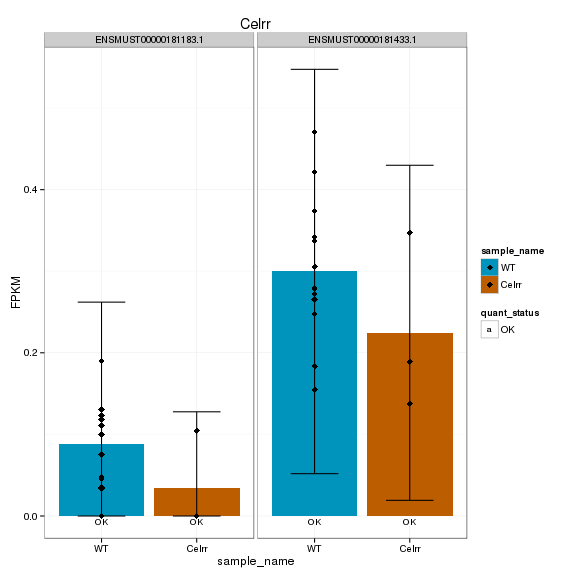 Celrr
ENSMUST00000181183.1
ENSMUST00000181433.1
FPKM
0.4
0.2
0.0
OK
OK
OK
OK
WT
Celrr
WT
Celrr
sample_name
sample_name
WT
Celrr
quant_status
a OK